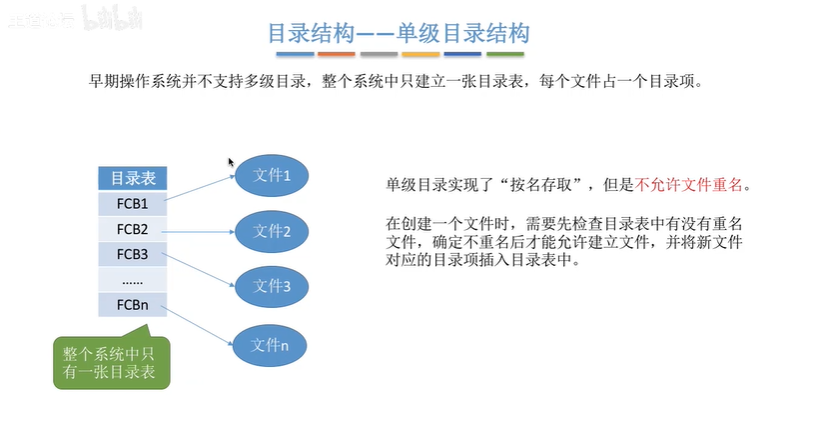 bilibili
目录结构——单级目录结构
早期操作系统并不支持多级目录，整个系统中只建立一张目录表，每个文件占一个目录项。
目录表
FCB1
FCB2
FCB3
……
FCBn
文件1
文件2
文件3
文件n
整个系统中只
有一张目录表
单级目录实现了“按名存取”，但是不允许文件重名。
在创建一个文件时，需要先检查目录表中有没有重名
文件，确定不重名后才能允许建立文件，并将新文件
对应的目录项插入目录表中。